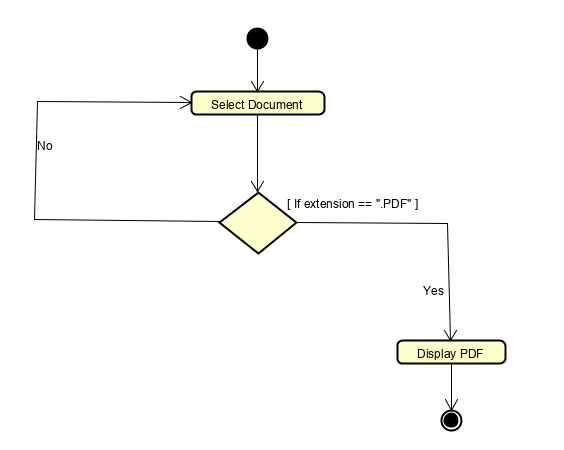 Select Document
No
[ If extension == ".PDF" ]
Yes
Display PDF